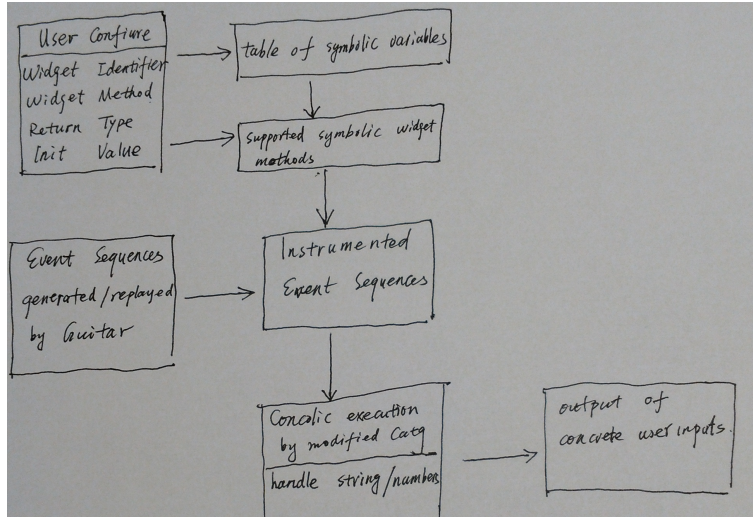 User Confiure
Widget Identifier
Widget Method
Return Type
Init Value
table of symbolic variables
supported symbolic widget
methods
Event Sequences
generated/replayed
by Guitar
Instrumented
Event Sequences
Concolic execution
by modified Catg
handle string/numbers
output of
concrete user inputs.